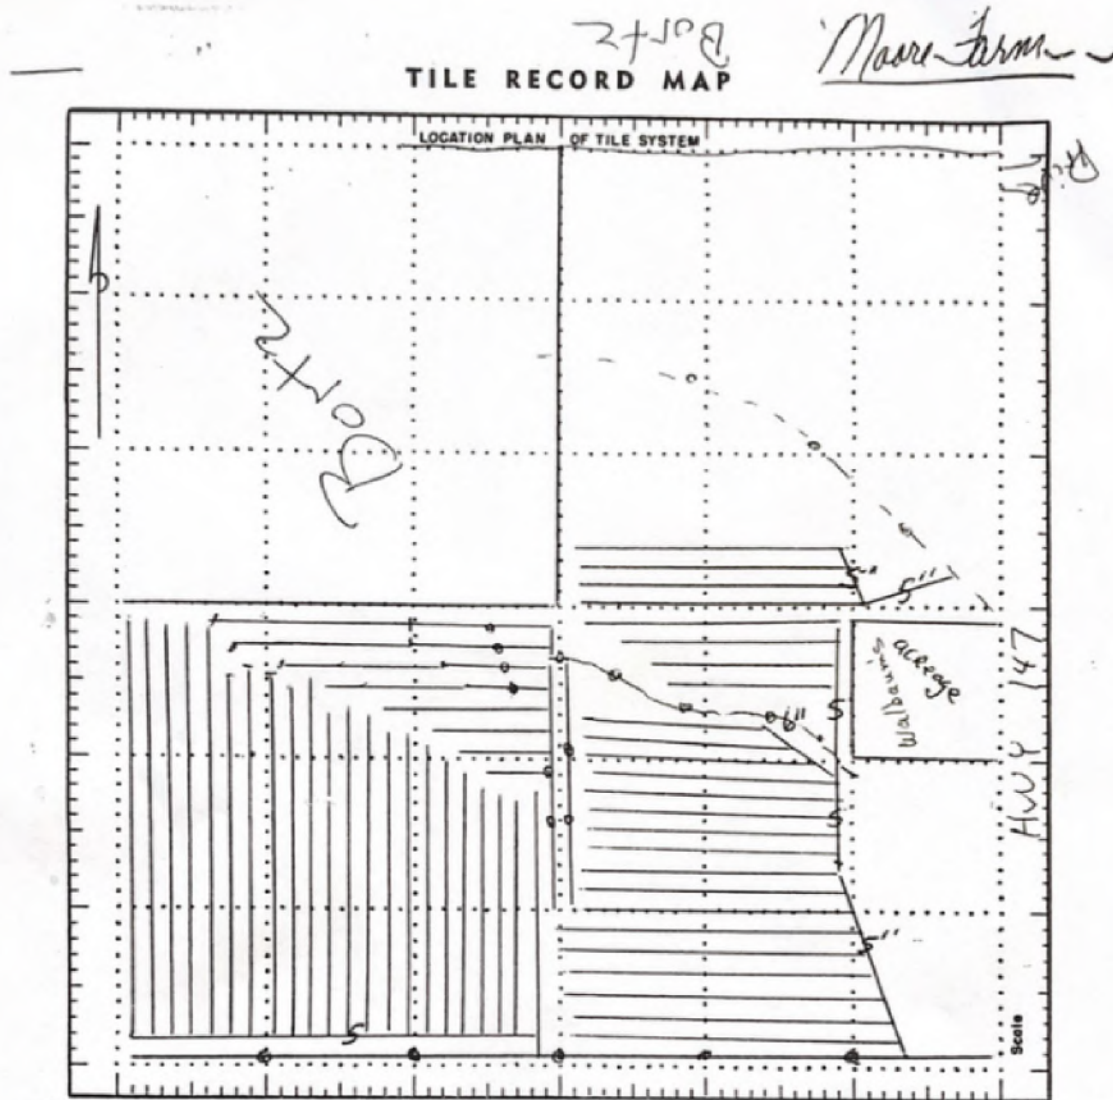 Bortz
Moore Farm
TILE RECORD MAP
LOCATION PLAN OF TILE SYSTEM
Bortz
5"
5"
Walbaum's
acreage
6"
5
5
5"
5
HWY 147
Scale